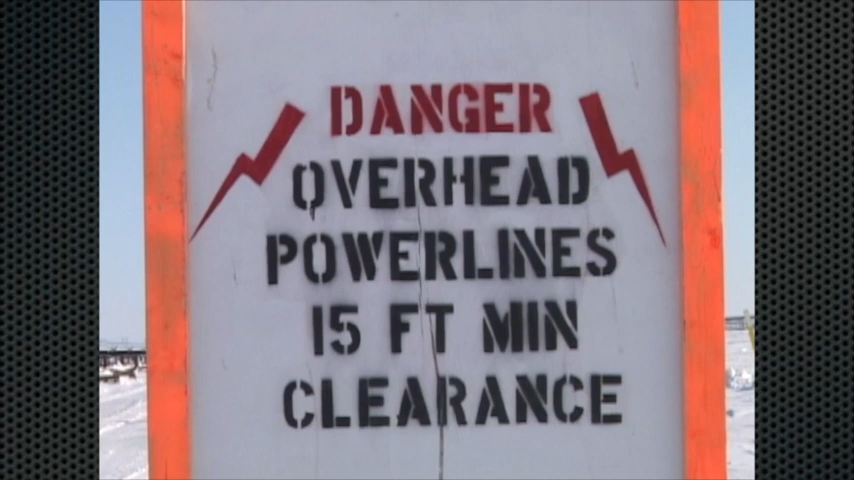 DANGER
OVERHEAD
POWERLINES
15 FT MIN
CLEARANCE